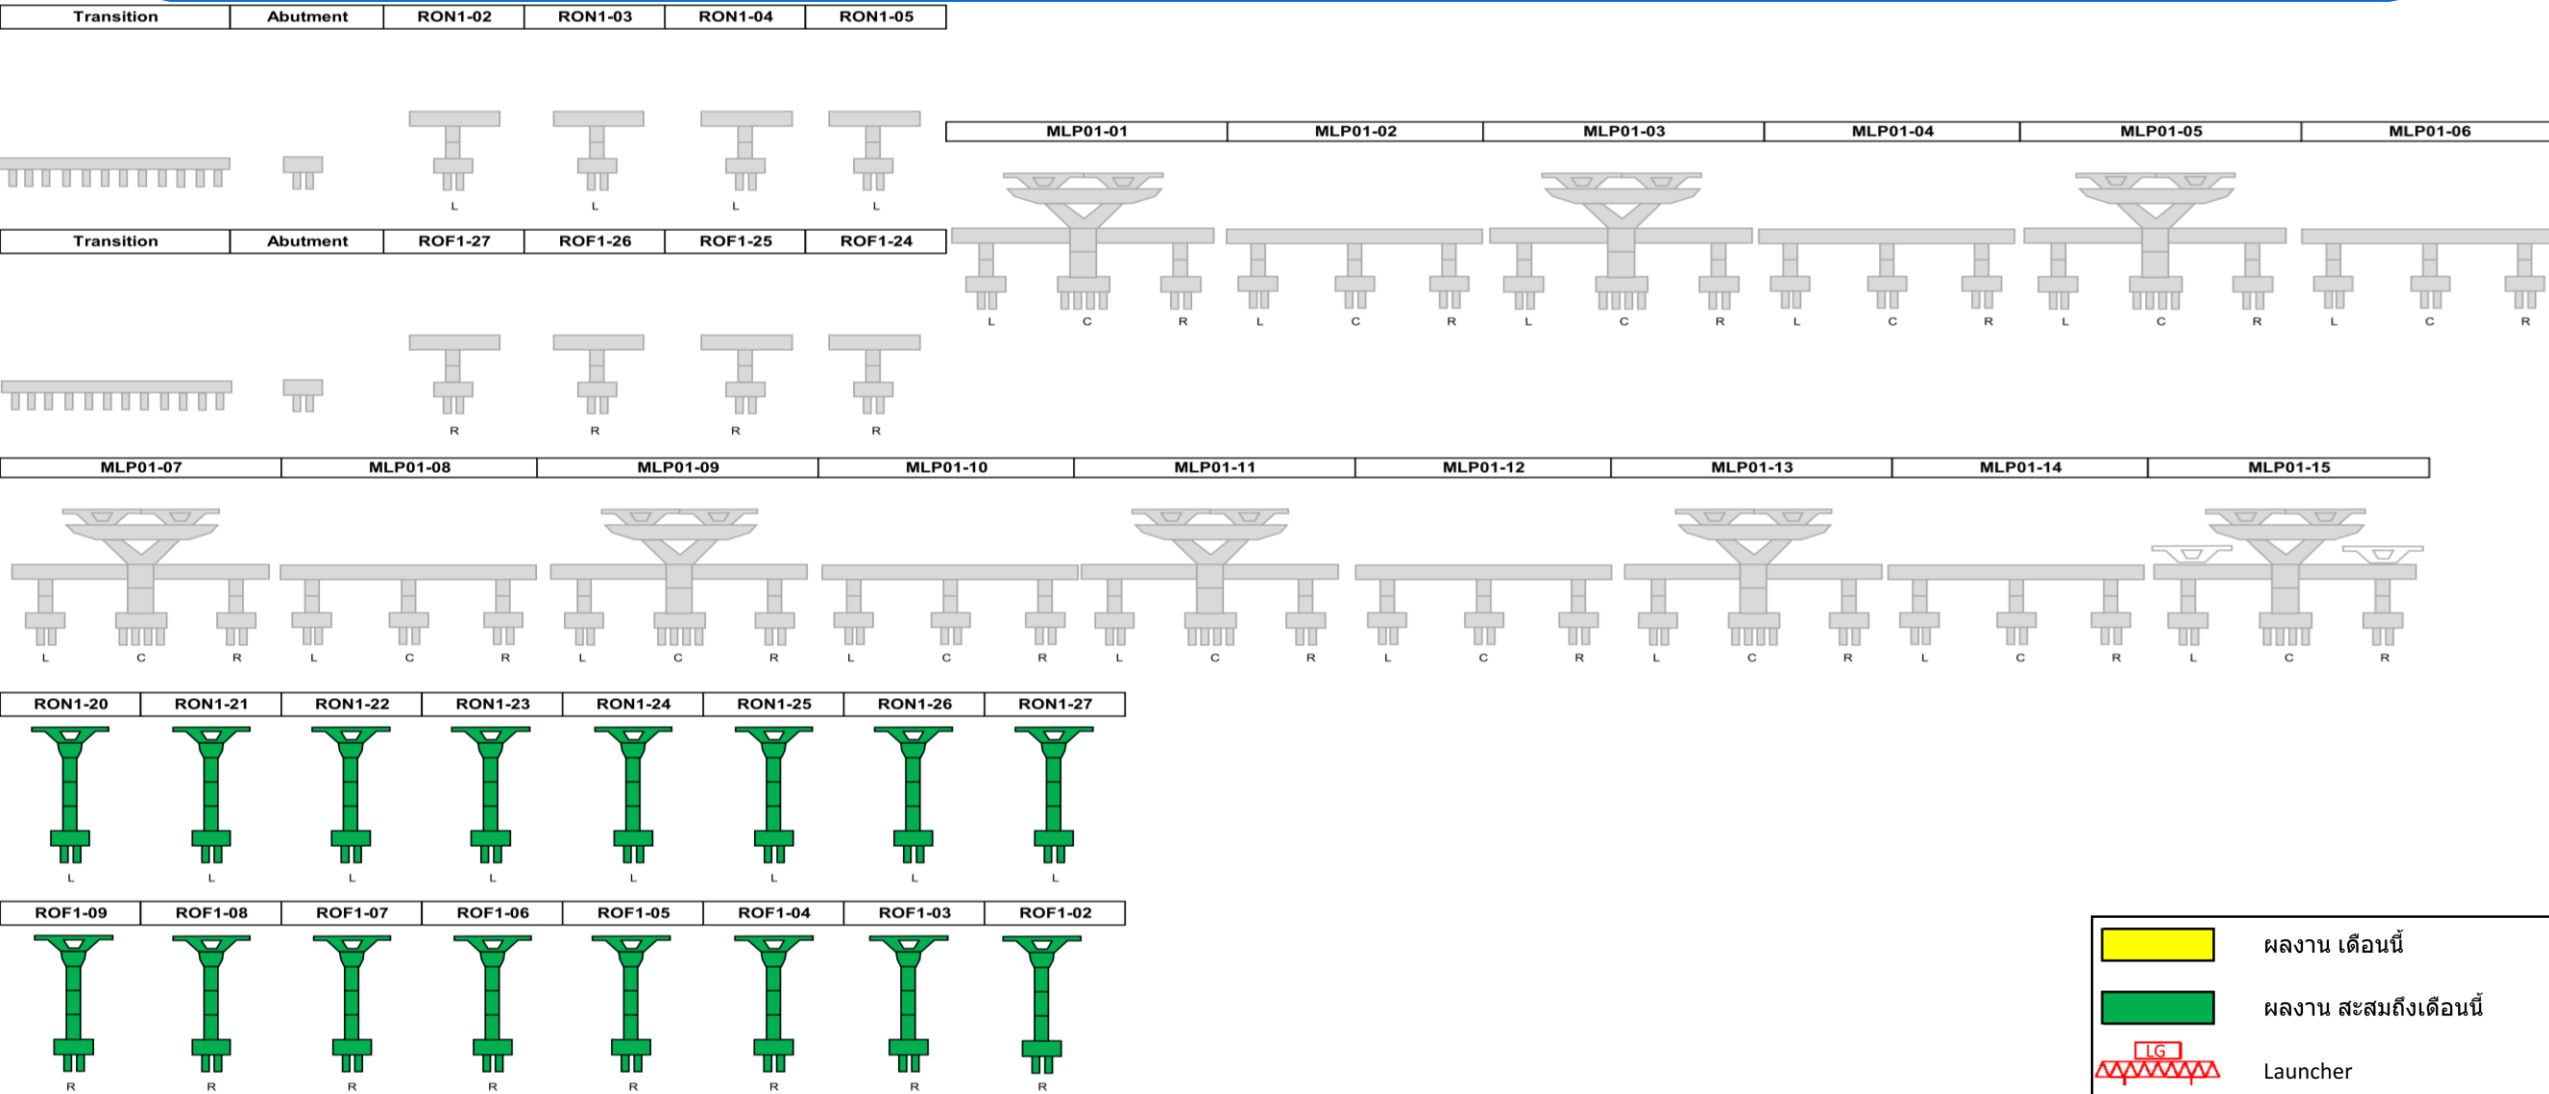 Transition Abutment RON1-02 RON1-03 RON1-04 RON1-05
L L L L
MLP01-01 MLP01-02 MLP01-03 MLP01-04 MLP01-05 MLP01-06
L C R L C R L C R L C R L C R L C R
Transition Abutment ROF1-27 ROF1-26 ROF1-25 ROF1-24
R R R R
MLP01-07 MLP01-08 MLP01-09 MLP01-10 MLP01-11 MLP01-12 MLP01-13 MLP01-14 MLP01-15
L C R L C R L C R L C R L C R L C R L C R L C R L C R
RON1-20 RON1-21 RON1-22 RON1-23 RON1-24 RON1-25 RON1-26 RON1-27
L L L L L L L L
ROF1-09 ROF1-08 ROF1-07 ROF1-06 ROF1-05 ROF1-04 ROF1-03 ROF1-02
R R R R R R R R
ผลงาน เดือนนี้
ผลงาน สะสมถึงเดือนนี้
LG Launcher